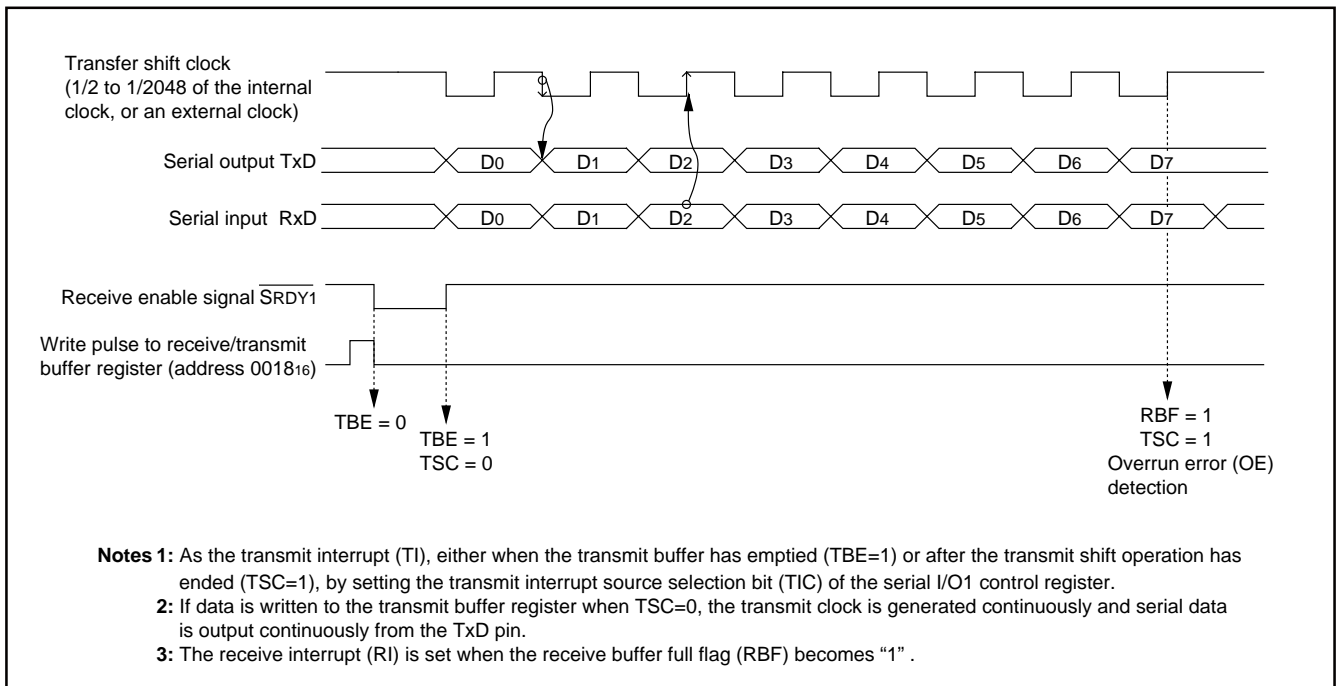 Transfer shift clock
(1/2 to 1/2048 of the internal
clock, or an external clock)
Serial output TxD
D0 D1 D2 D3 D4 D5 D6 D7
Serial input RxD
D0 D1 D2 D3 D4 D5 D6 D7
Receive enable signal SRDY1
Write pulse to receive/transmit
buffer register (address 001816)
TBE = 0
TBE = 1
TSC = 0
RBF = 1
TSC = 1
Overrun error (OE)
detection
Notes 1: As the transmit interrupt (TI), either when the transmit buffer has emptied (TBE=1) or after the transmit shift operation has
ended (TSC=1), by setting the transmit interrupt source selection bit (TIC) of the serial I/O1 control register.
2: If data is written to the transmit buffer register when TSC=0, the transmit clock is generated continuously and serial data
is output continuously from the TxD pin.
3: The receive interrupt (RI) is set when the receive buffer full flag (RBF) becomes “1” .